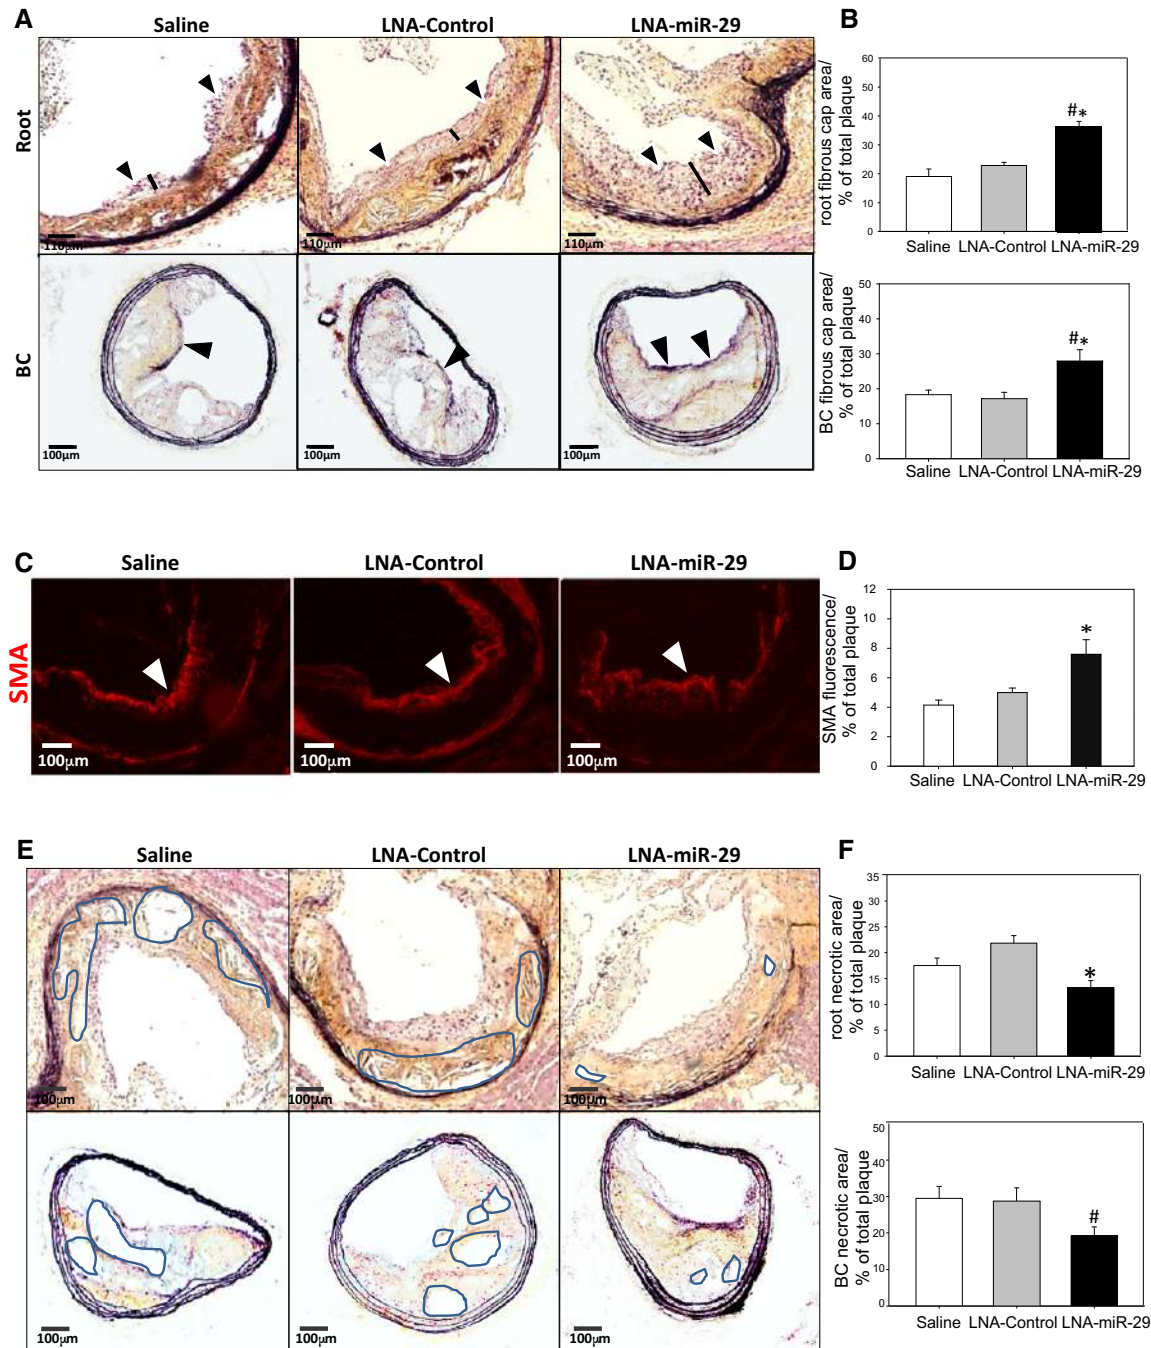 A
Saline
LNA-Control
LNA-miR-29
Root
110µm
110µm
110µm
BC
100µm
100µm
100µm
B
root fibrous cap area/
% of total plaque
60
50
40
30
20
10
0
#*
Saline LNA-Control LNA-miR-29
BC fibrous cap area/
% of total plaque
50
40
30
20
10
0
#*
Saline LNA-Control LNA-miR-29
C
Saline
LNA-Control
LNA-miR-29
SMA
100µm
100µm
100µm
D
SMA fluorescence/
% of total plaque
12
10
8
6
4
2
0
*
Saline LNA-Control LNA-miR-29
E
Saline
LNA-Control
LNA-miR-29
100µm
100µm
100µm
100µm
100µm
100µm
F
root necrotic area/
% of total plaque
35
30
25
20
15
10
5
0
*
Saline LNA-Control LNA-miR-29
BC necrotic area/
% of total plaque
50
40
30
20
10
0
#
Saline LNA-Control LNA-miR-29